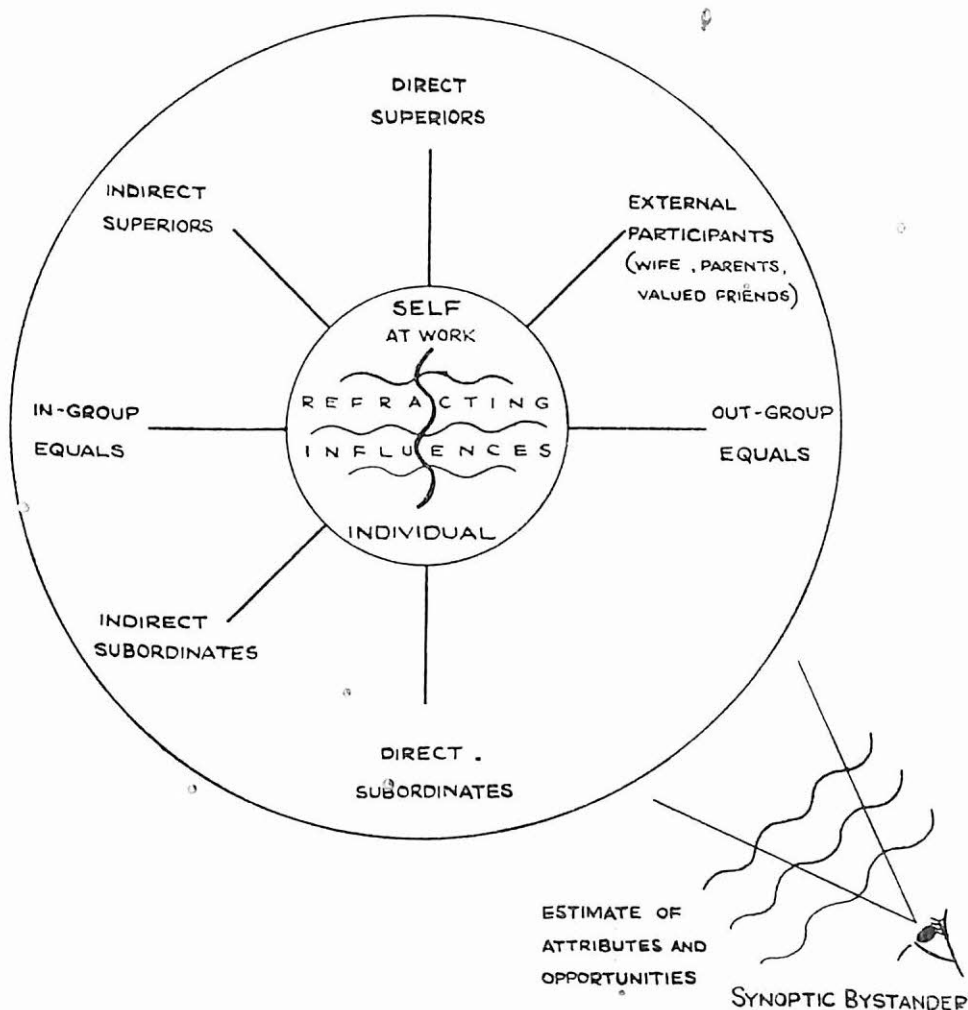 DIRECT
SUPERIORS
INDIRECT
SUPERIORS
EXTERNAL
PARTICIPANTS
(WIFE, PARENTS,
VALUED FRIENDS)
SELF
AT WORK
REFRACTING
INFLUENCES
INDIVIDUAL
IN-GROUP
EQUALS
OUT-GROUP
EQUALS
INDIRECT
SUBORDINATES
DIRECT
SUBORDINATES
ESTIMATE OF
ATTRIBUTES AND
OPPORTUNITIES
SYNOPTIC BYSTANDER